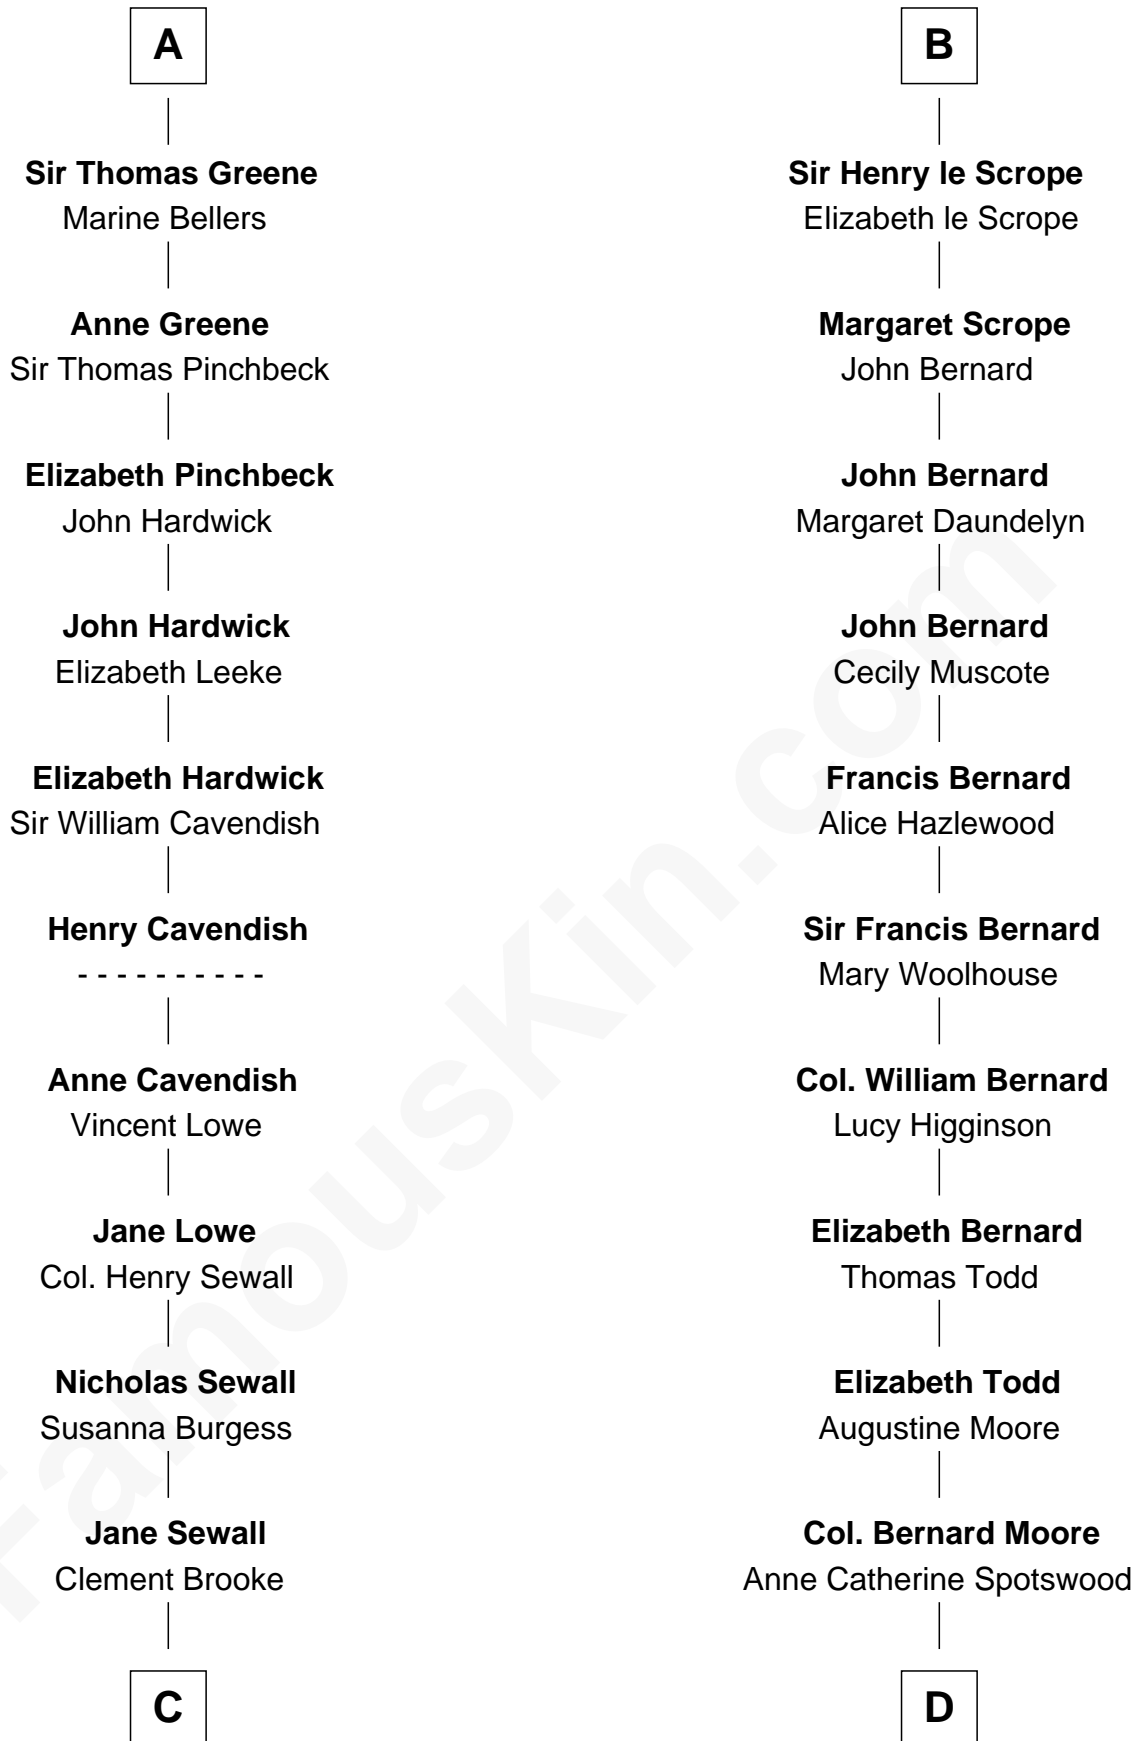 A
Sir Thomas Greene
Marine Bellers
Anne Greene
Sir Thomas Pinchbeck
Elizabeth Pinchbeck
John Hardwick
John Hardwick
Elizabeth Leeke
Elizabeth Hardwick
Sir William Cavendish
Henry Cavendish
- - - - - - - - - -
Anne Cavendish
Vincent Lowe
Jane Lowe
Col. Henry Sewall
Nicholas Sewall
Susanna Burgess
Jane Sewall
Clement Brooke
C
B
Sir Henry le Scrope
Elizabeth le Scrope
Margaret Scrope
John Bernard
John Bernard
Margaret Daundelyn
John Bernard
Cecily Muscote
Francis Bernard
Alice Hazlewood
Sir Francis Bernard
Mary Woolhouse
Col. William Bernard
Lucy Higginson
Elizabeth Bernard
Thomas Todd
Elizabeth Todd
Augustine Moore
Col. Bernard Moore
Anne Catherine Spotswood
D
FamousKin.com